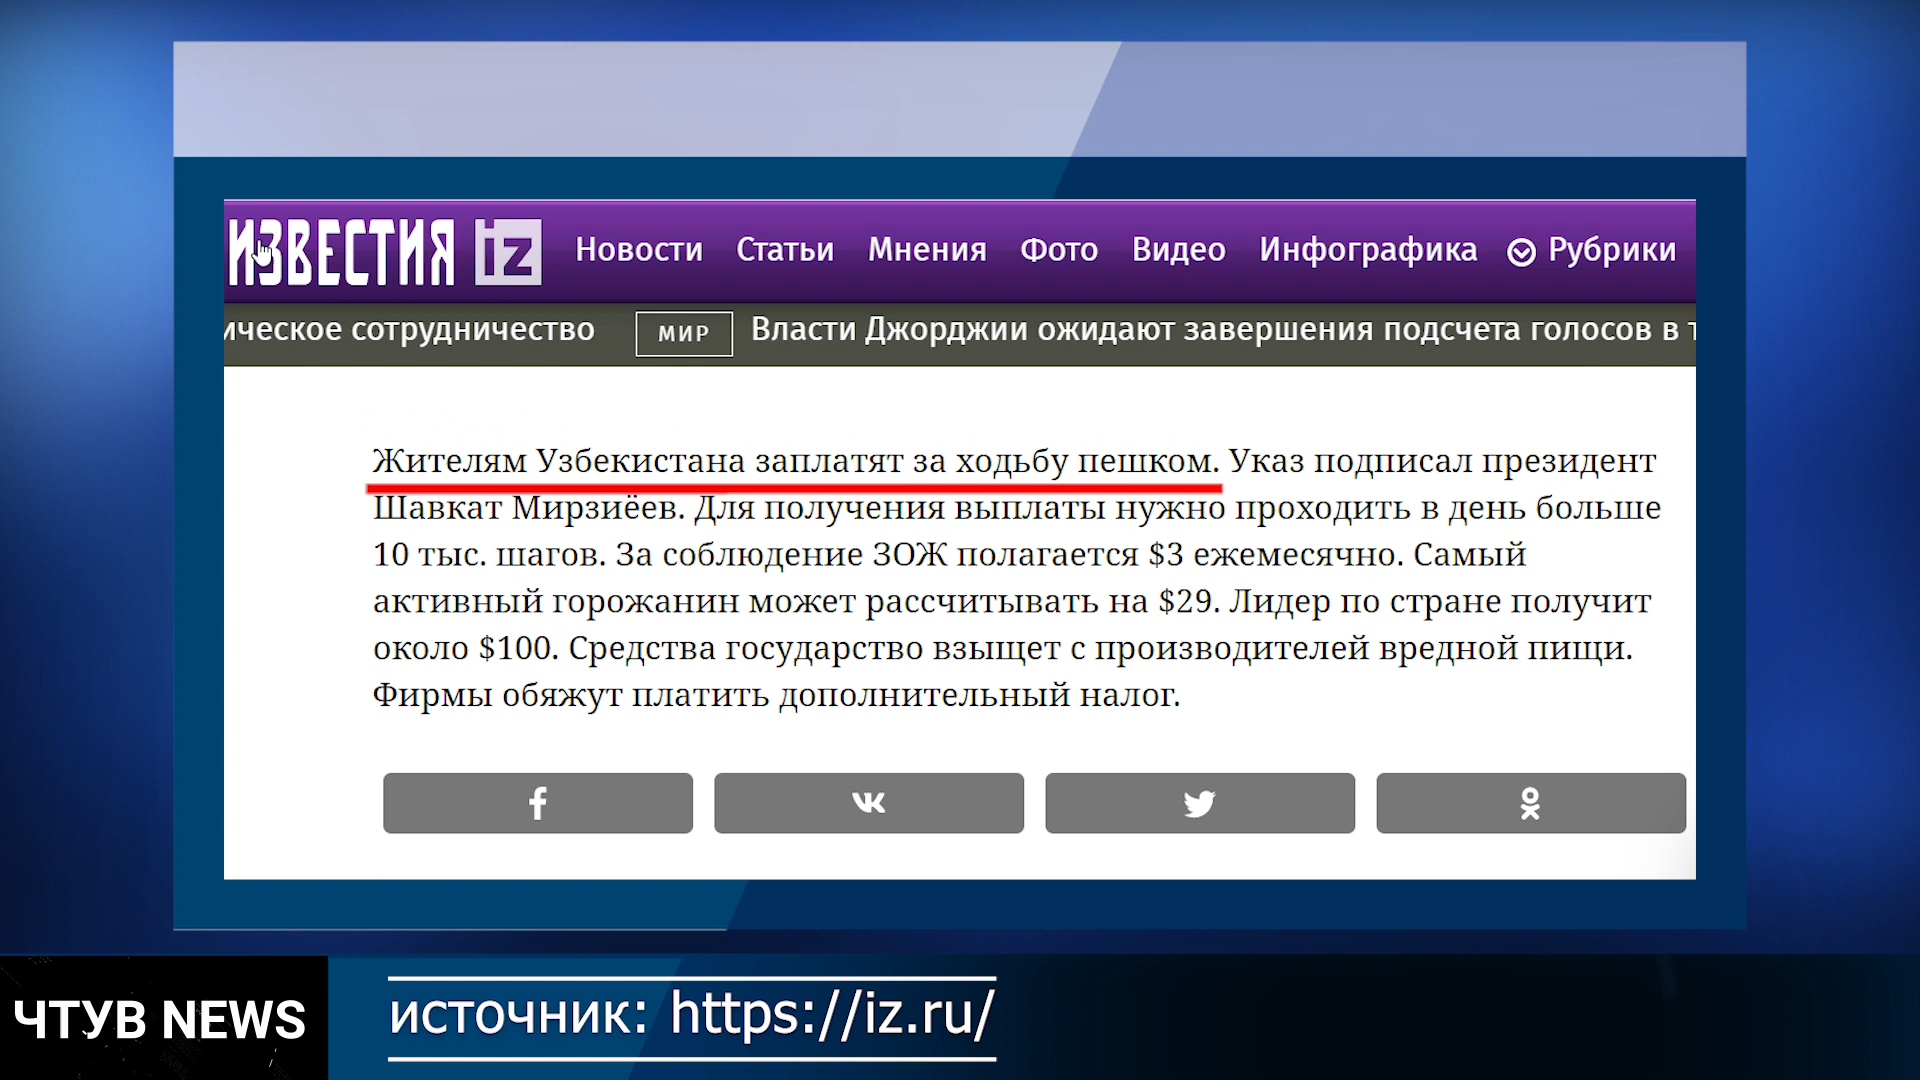 ИЗВЕСТИЯ iz Новости Статьи Мнения Фото Видео Инфографика Рубрики
ическое сотрудничество МИР Власти Джорджии ожидают завершения подсчета голосов в т
Жителям Узбекистана заплатят за ходьбу пешком. Указ подписал президент
Шавкат Мирзиёев. Для получения выплаты нужно проходить в день больше
10 тыс. шагов. За соблюдение ЗОЖ полагается $3 ежемесячно. Самый
активный горожанин может рассчитывать на $29. Лидер по стране получит
около $100. Средства государство взыщет с производителей вредной пищи.
Фирмы обяжут платить дополнительный налог.
ЧТУВ NEWS
источник: https://iz.ru/